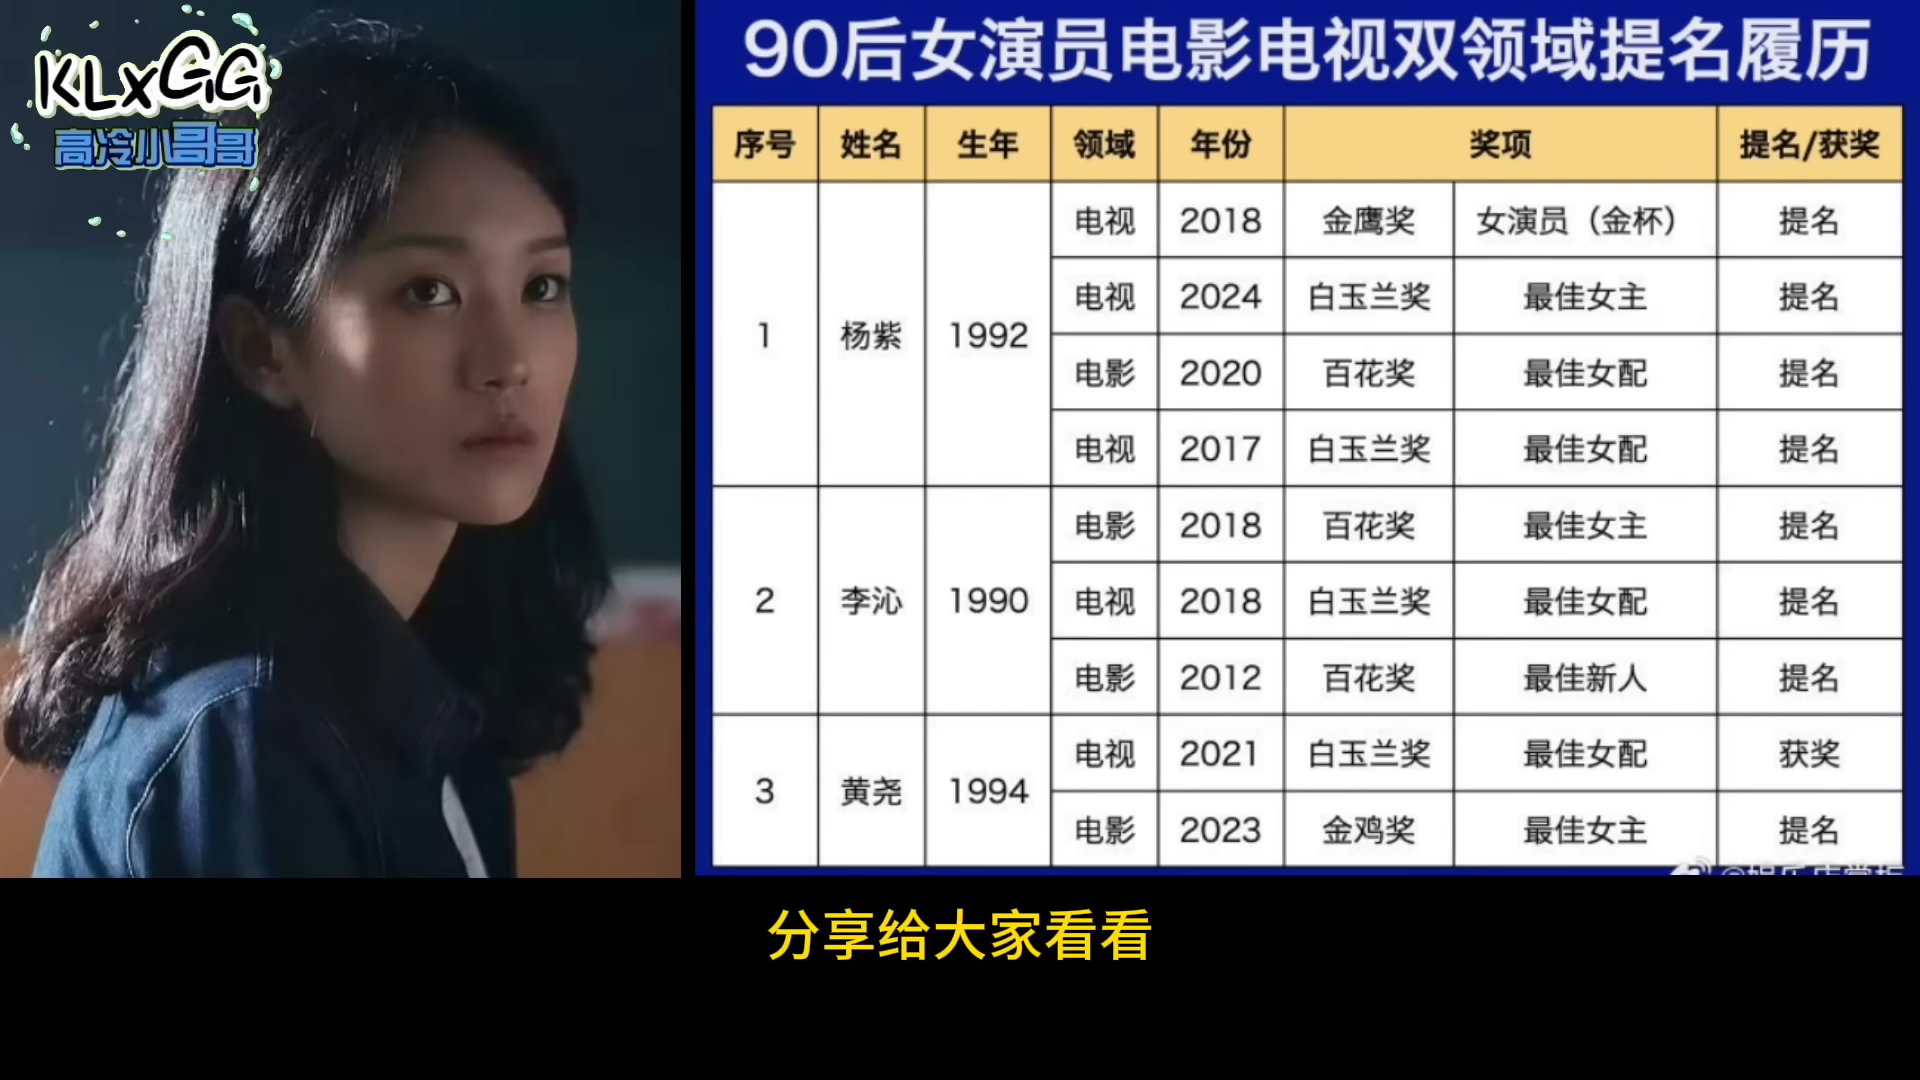 KLxGG
高冷小哥哥
90后女演员电影电视双领域提名履历
序号 姓名 生年 领域 年份 奖项 提名/获奖
1 杨紫 1992 电视 2018 金鹰奖 女演员（金杯） 提名
电视 2024 白玉兰奖 最佳女主 提名
电影 2020 百花奖 最佳女配 提名
电视 2017 白玉兰奖 最佳女配 提名
2 李沁 1990 电影 2018 百花奖 最佳女主 提名
电视 2018 白玉兰奖 最佳女配 提名
电影 2012 百花奖 最佳新人 提名
3 黄尧 1994 电视 2021 白玉兰奖 最佳女配 获奖
电影 2023 金鸡奖 最佳女主 提名
分享给大家看看